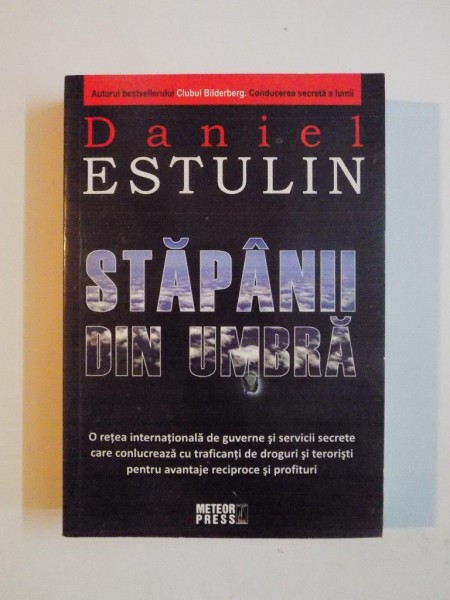 Autorul bestsellerului Clubul Bilderberg. Conducerea secretă a lumii
Daniel
ESTULIN
STĂPÂNII
DIN UMBRĂ
O rețea internațională de guverne și servicii secrete
care conlucrează cu traficanți de droguri și teroriști
pentru avantaje reciproce și profituri
METEOR
PRESS